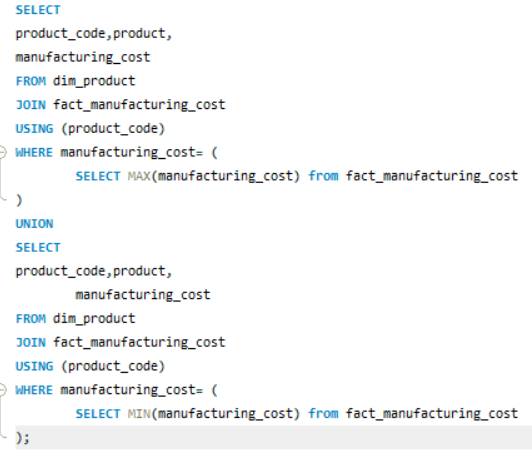 SELECT
product_code,product,
manufacturing_cost
FROM dim_product
JOIN fact_manufacturing_cost
USING (product_code)
WHERE manufacturing_cost= (
SELECT MAX(manufacturing_cost) from fact_manufacturing_cost
)
UNION
SELECT
product_code,product,
manufacturing_cost
FROM dim_product
JOIN fact_manufacturing_cost
USING (product_code)
WHERE manufacturing_cost= (
SELECT MIN(manufacturing_cost) from fact_manufacturing_cost
);